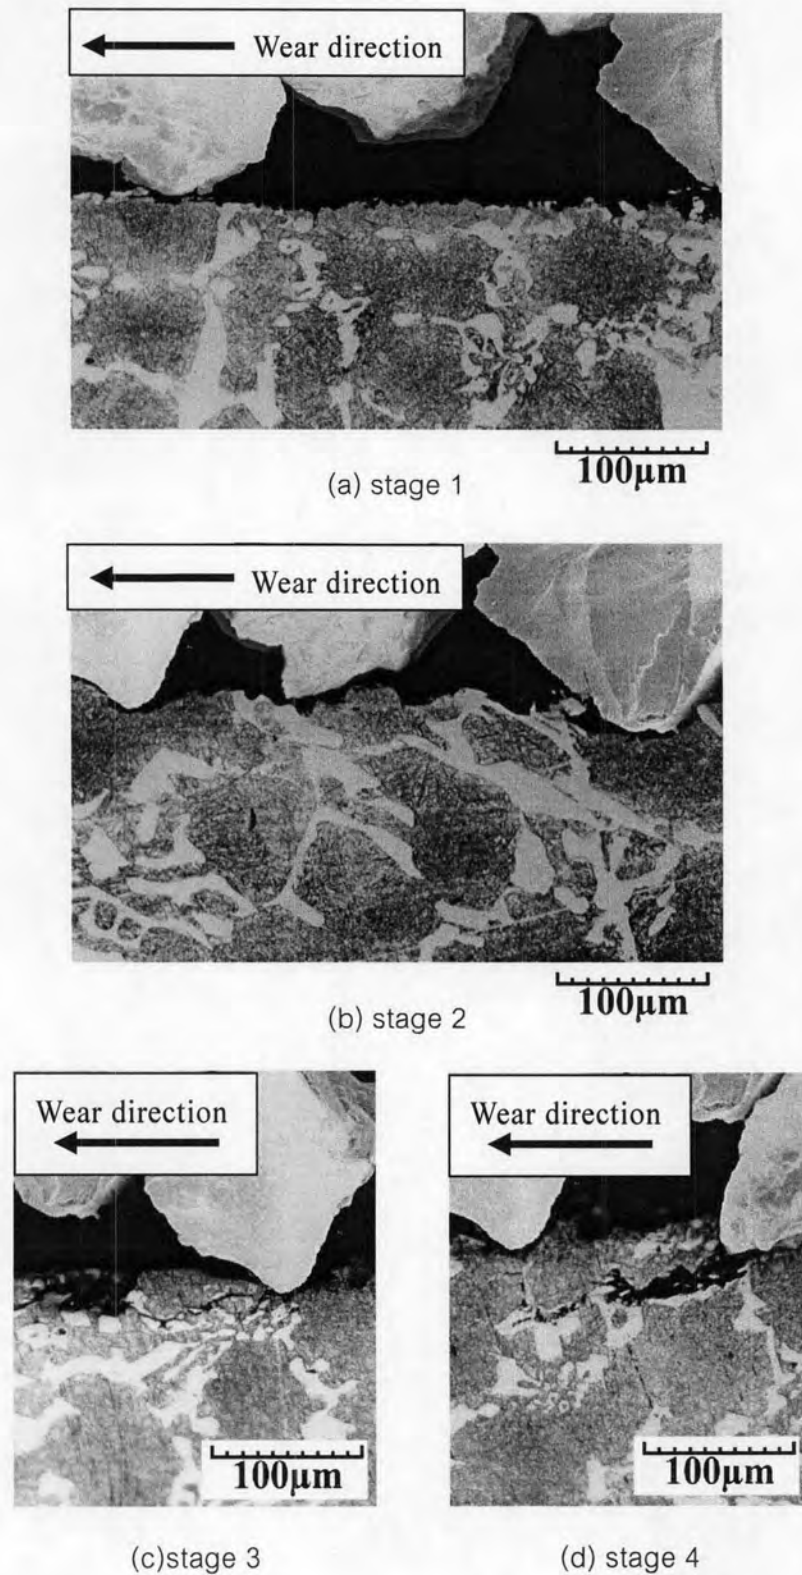 Wear direction
100µm
(a) stage 1
Wear direction
100µm
(b) stage 2
Wear direction
100µm
(c)stage 3
Wear direction
100µm
(d) stage 4